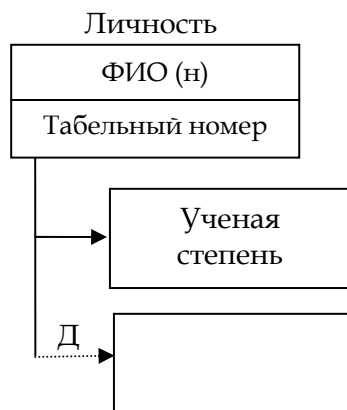 Личность
ФИО (н)
Табельный номер
Ученая
степень
Д